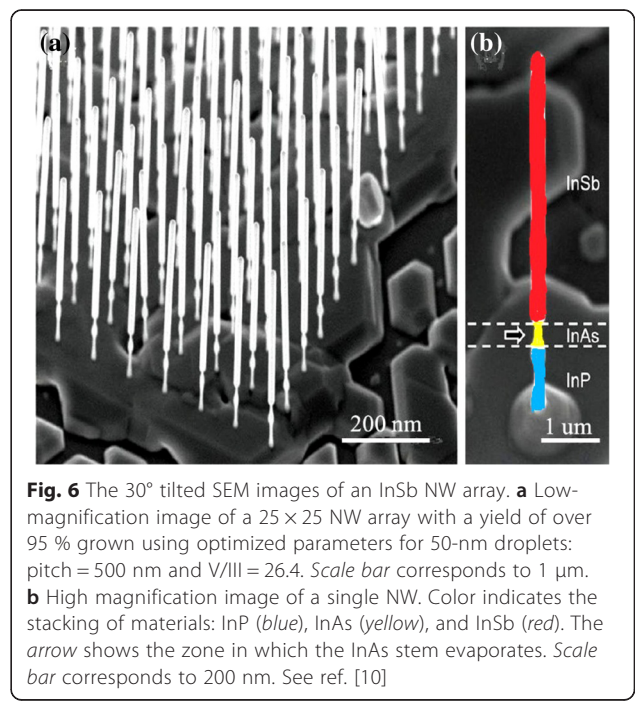 (a)
(b)
InSb
InAs
InP
200 nm
1 um
Fig. 6 The 30° tilted SEM images of an InSb NW array. a Low-
magnification image of a 25 × 25 NW array with a yield of over
95 % grown using optimized parameters for 50-nm droplets:
pitch = 500 nm and V/III = 26.4. Scale bar corresponds to 1 μm.
b High magnification image of a single NW. Color indicates the
stacking of materials: InP (blue), InAs (yellow), and InSb (red). The
arrow shows the zone in which the InAs stem evaporates. Scale
bar corresponds to 200 nm. See ref. [10]